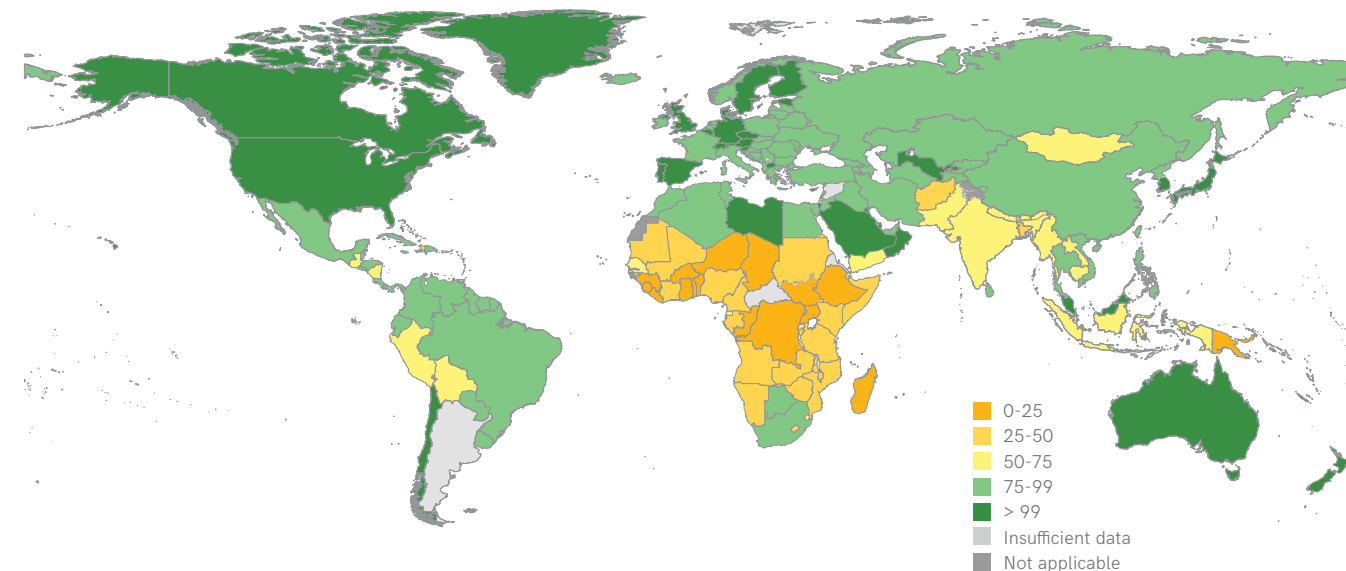 0-25
25-50
50-75
75-99
> 99
Insufficient data
Not applicable